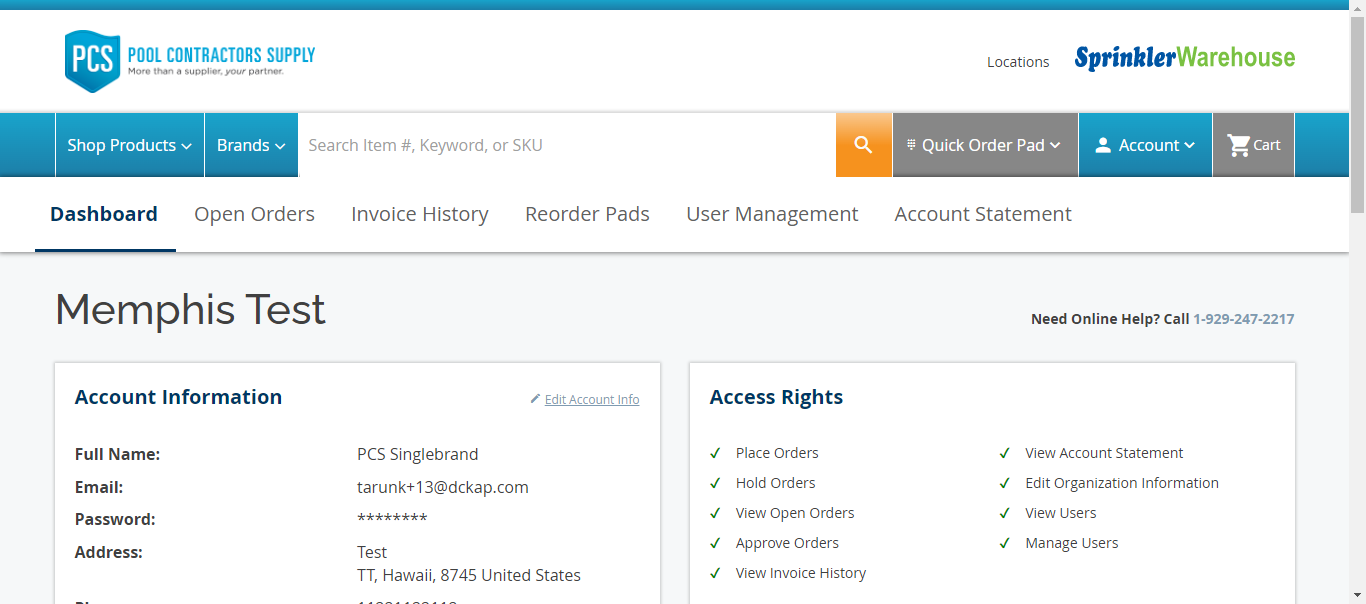 PCS POOL CONTRACTORS SUPPLY
More than a supplier, your partner.
Locations
SprinklerWarehouse
Shop Products
Brands
Search Item #, Keyword, or SKU
Quick Order Pad
Account
Cart
Dashboard
Open Orders
Invoice History
Reorder Pads
User Management
Account Statement
Memphis Test
Need Online Help? Call 1-929-247-2217
Account Information
Edit Account Info
Full Name: PCS Singlebrand
Email: tarunk+13@dckap.com
Password: ********
Address: Test
TT, Hawaii, 8745 United States
Access Rights
Place Orders
Hold Orders
View Open Orders
Approve Orders
View Invoice History
View Account Statement
Edit Organization Information
View Users
Manage Users